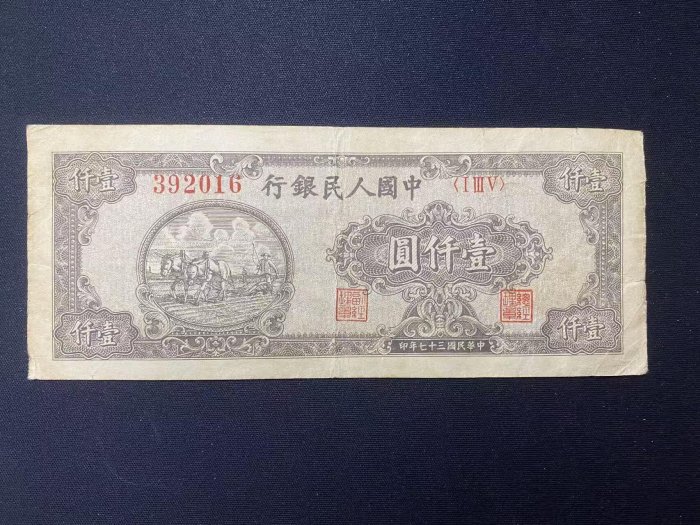 中國人民銀行
392016
〈I III V〉
壹仟
壹仟
壹仟圓
壹仟
壹仟
中華民國三十七年印